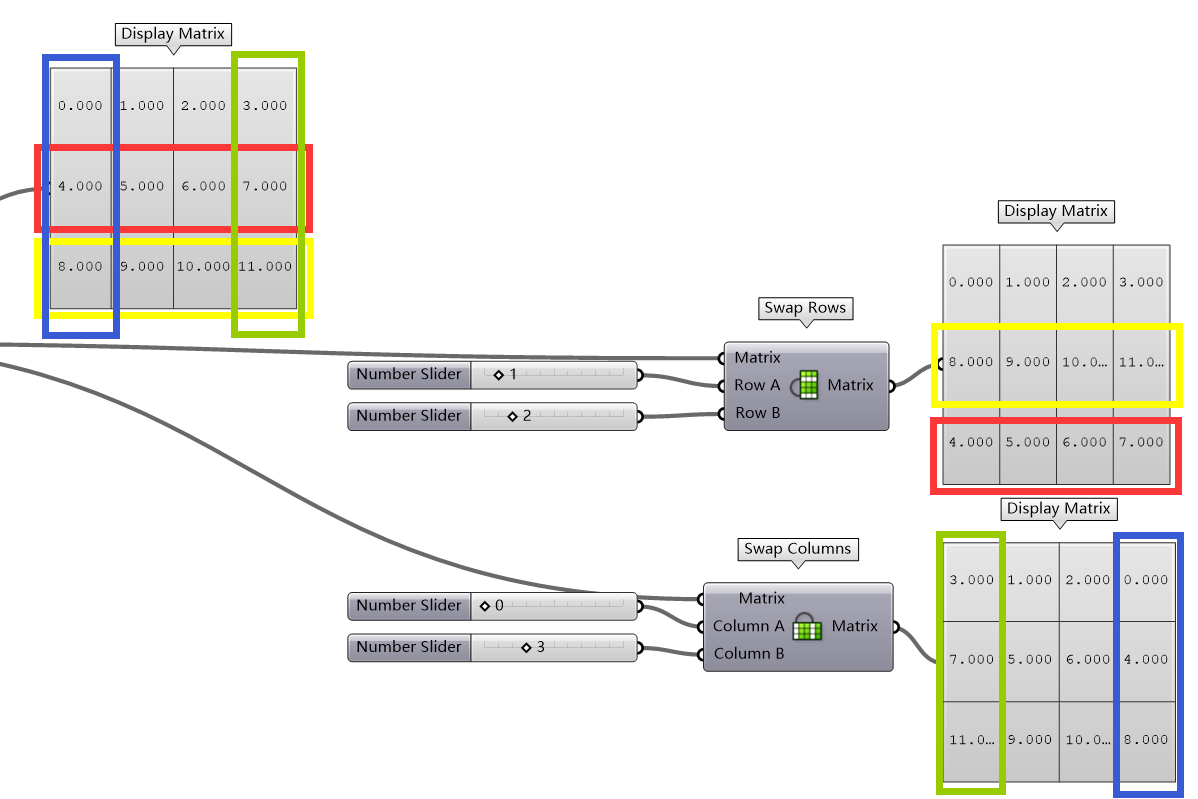 Display Matrix
0.000 1.000 2.000 3.000
4.000 5.000 6.000 7.000
8.000 9.000 10.000 11.000
Display Matrix
0.000 1.000 2.000 3.000
8.000 9.000 10.0… 11.0…
4.000 5.000 6.000 7.000
Swap Rows
Matrix
Row A
Row B
Matrix
Number Slider 1
Number Slider 2
Display Matrix
3.000 1.000 2.000 0.000
7.000 5.000 6.000 4.000
11.0… 9.000 10.0… 8.000
Swap Columns
Matrix
Column A
Column B
Matrix
Number Slider 0
Number Slider 3